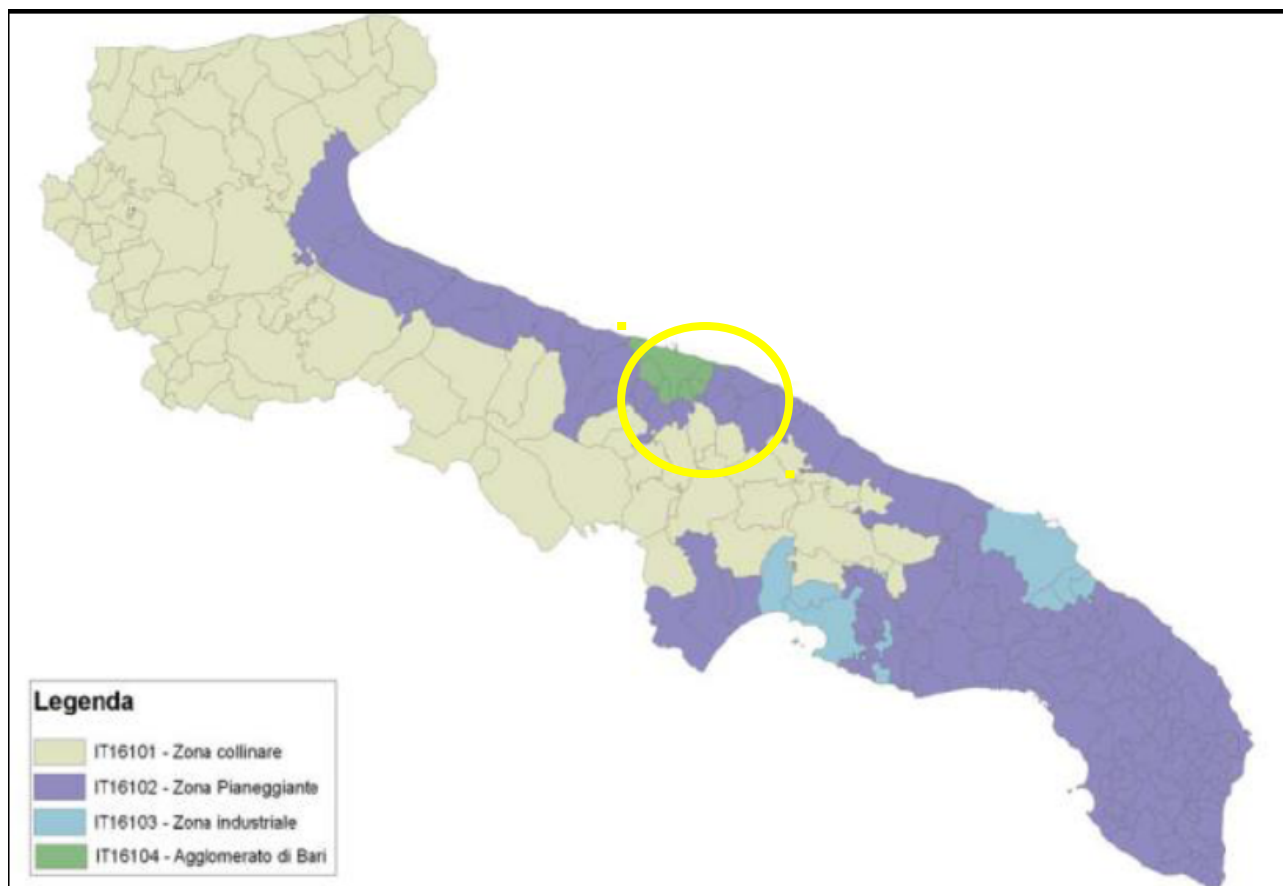 Legenda
IT16101 - Zona collinare
IT16102 - Zona Pianeggiante
IT16103 - Zona industriale
IT16104 - Agglomerato di Bari